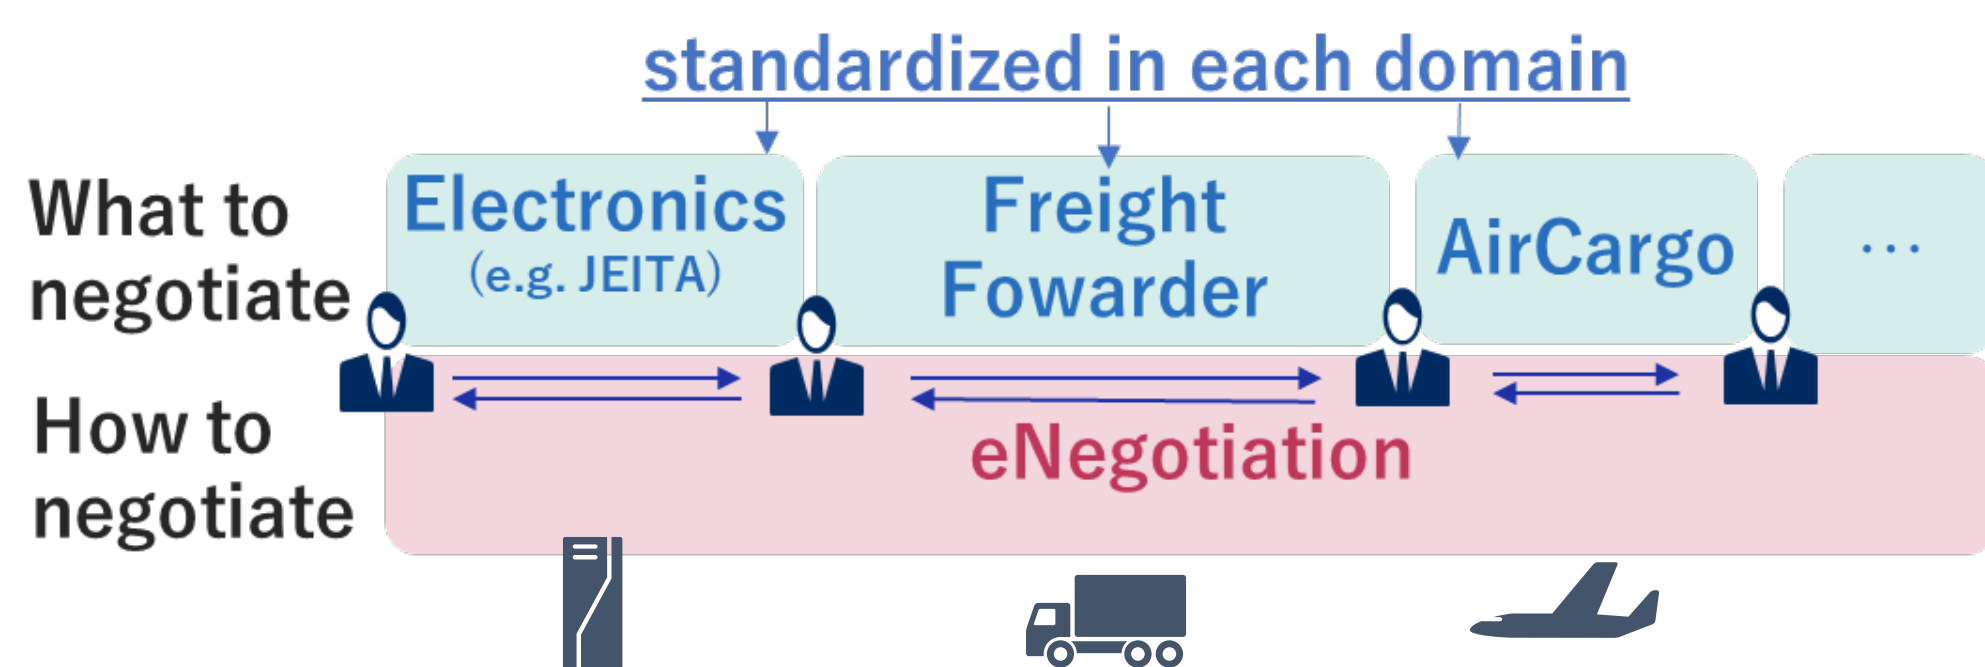 standardized in each domain
What to
negotiate
Electronics
(e.g. JEITA)
Freight
Fowarder
AirCargo
...
How to
negotiate
eNegotiation